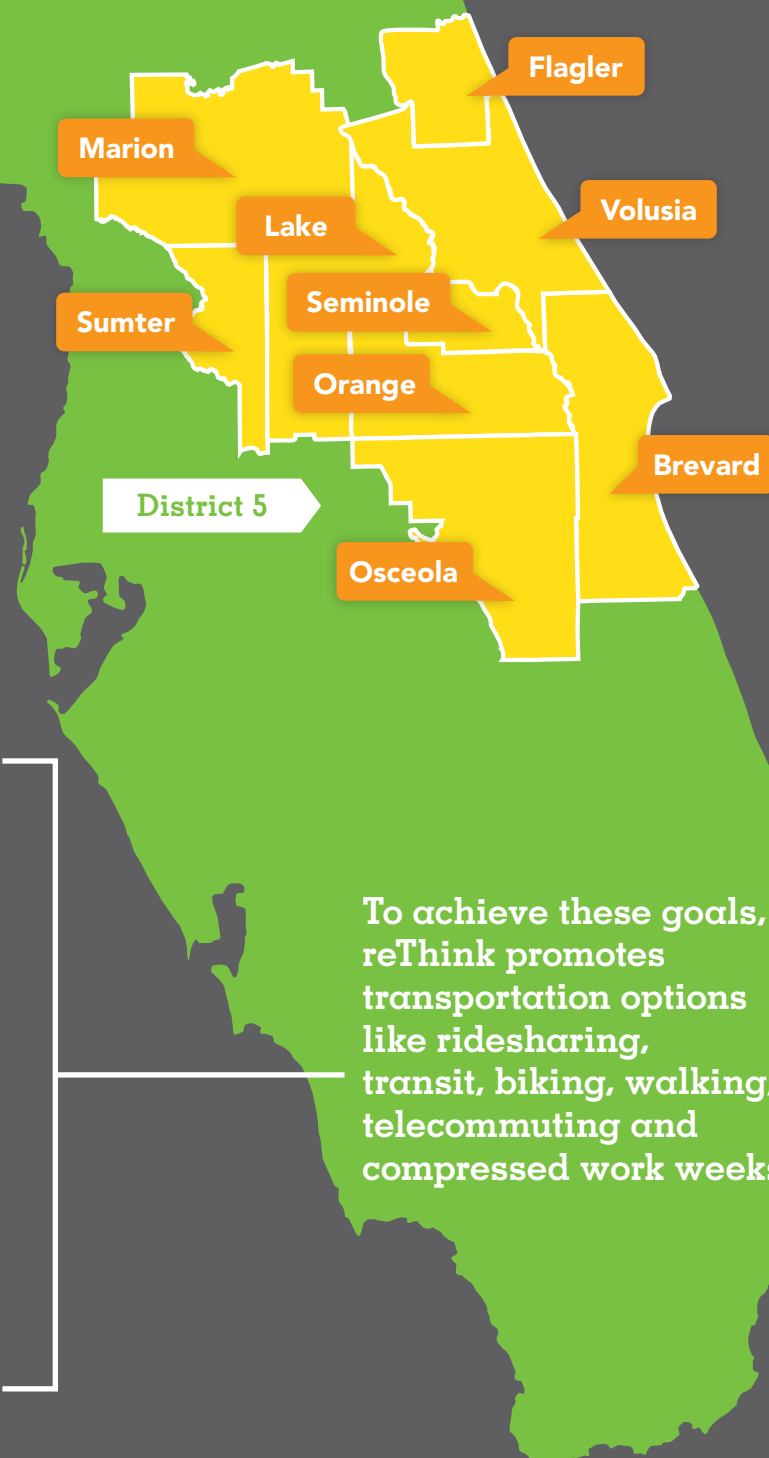 Flagler
Marion
Volusia
Lake
Seminole
Sumter
Orange
Brevard
District 5
Osceola
To achieve these goals,
reThink promotes
transportation options
like ridesharing,
transit, biking, walking,
telecommuting and
compressed work weeks